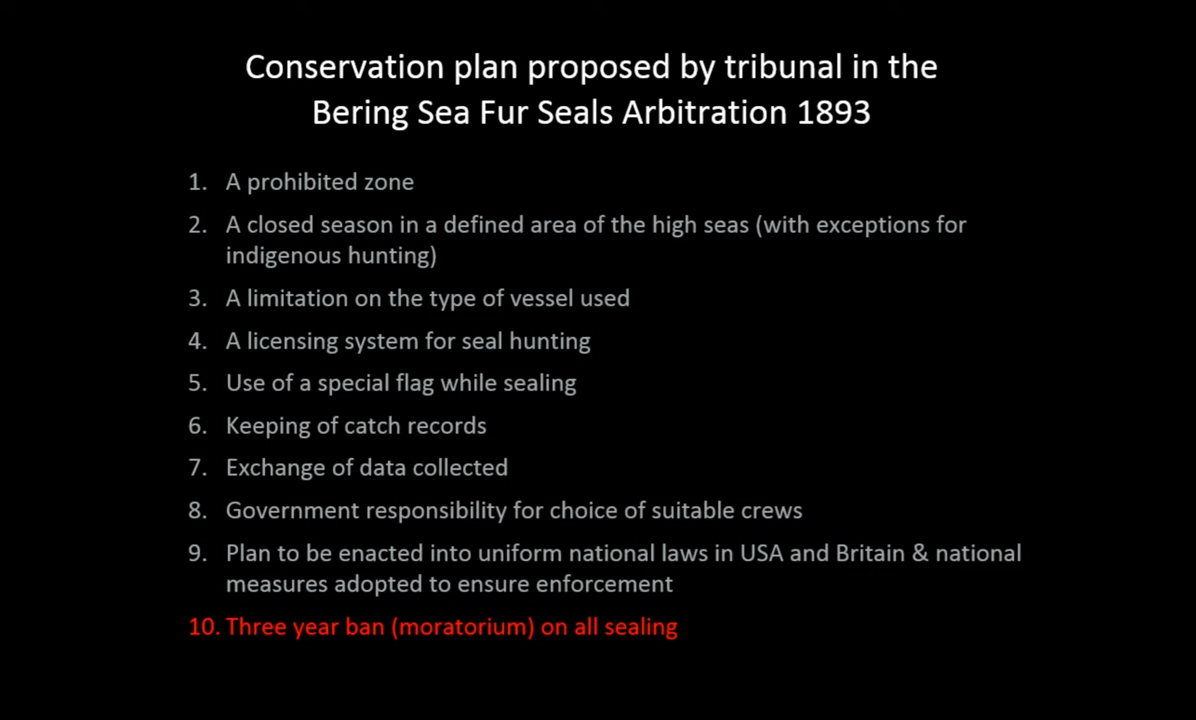 Conservation plan proposed by tribunal in the
Bering Sea Fur Seals Arbitration 1893
1. A prohibited zone
2. A closed season in a defined area of the high seas (with exceptions for
indigenous hunting)
3. A limitation on the type of vessel used
4. A licensing system for seal hunting
5. Use of a special flag while sealing
6. Keeping of catch records
7. Exchange of data collected
8. Government responsibility for choice of suitable crews
9. Plan to be enacted into uniform national laws in USA and Britain & national
measures adopted to ensure enforcement
10. Three year ban (moratorium) on all sealing